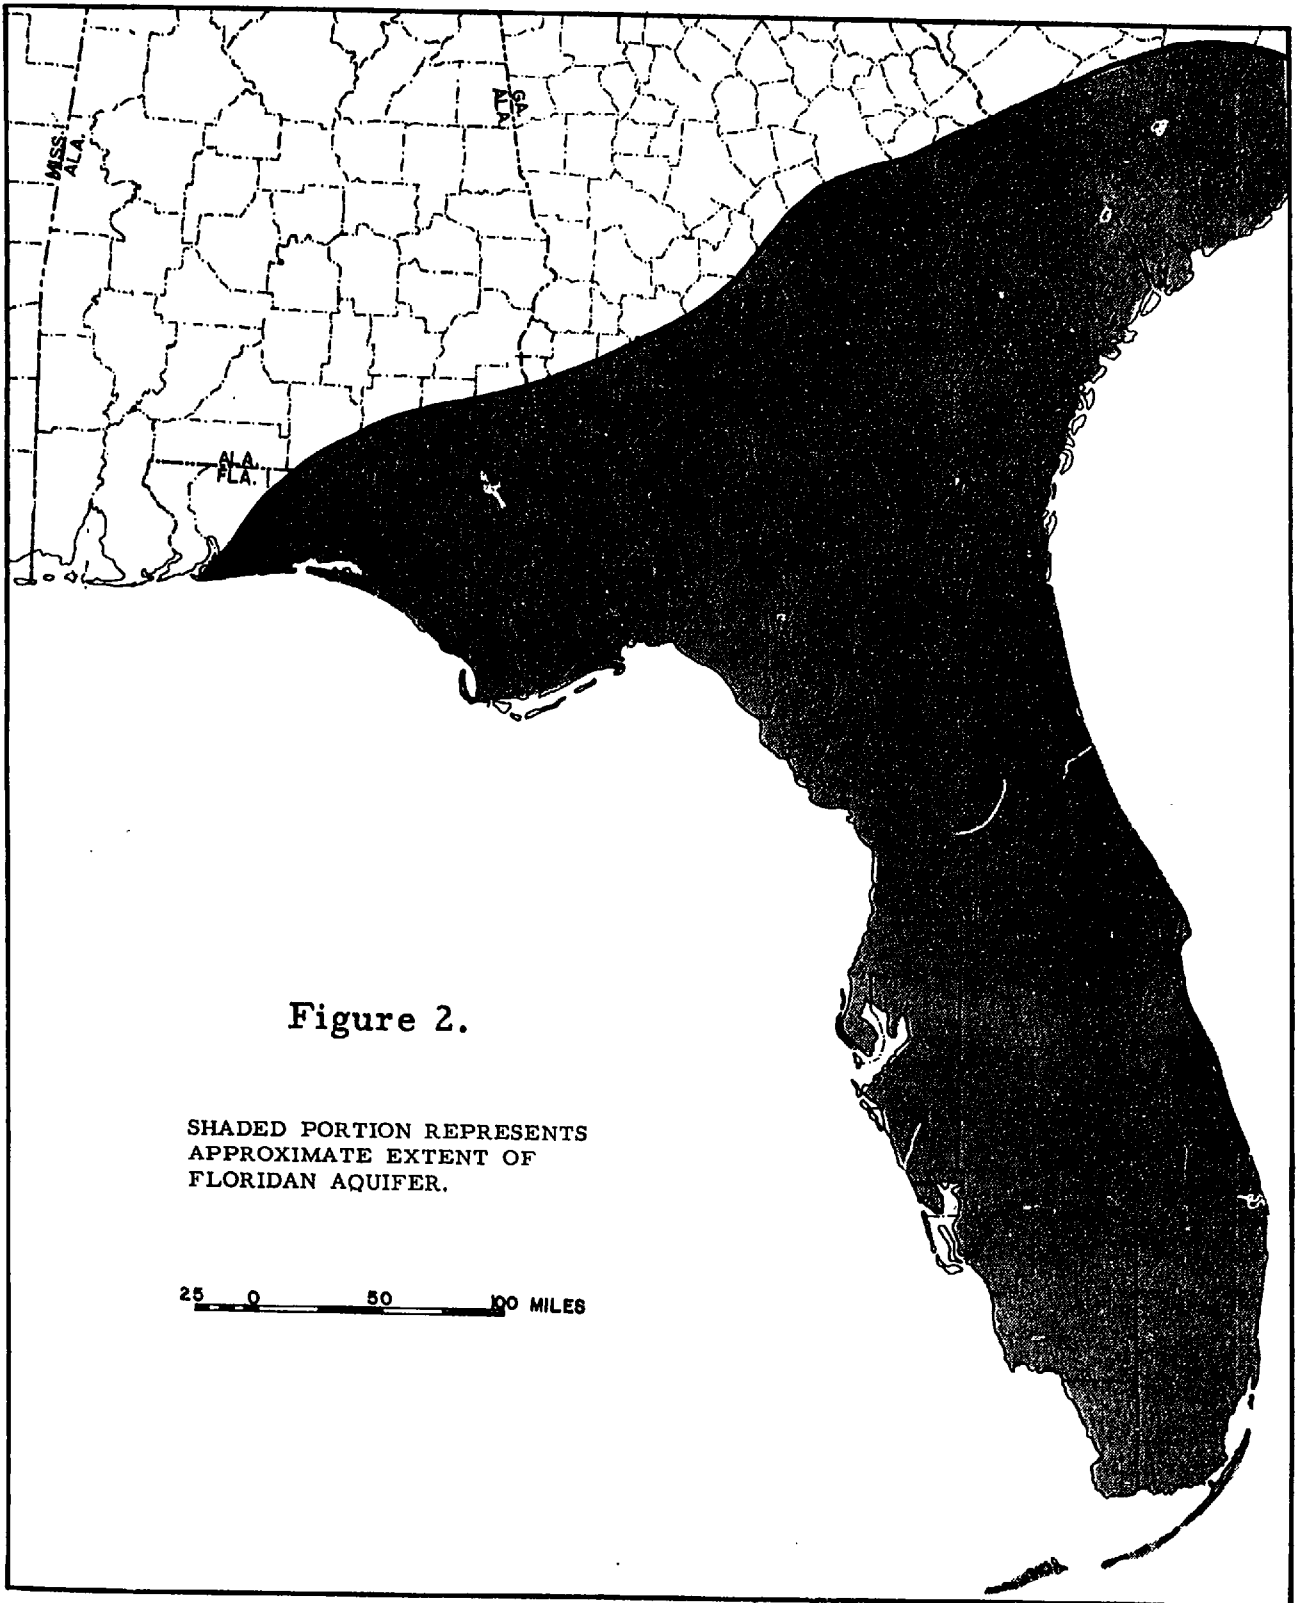 GA.
ALA.
MISS.
ALA.
ALA.
FLA.
Figure 2.
SHADED PORTION REPRESENTS
APPROXIMATE EXTENT OF
FLORIDAN AQUIFER.
25 0 50 100 MILES